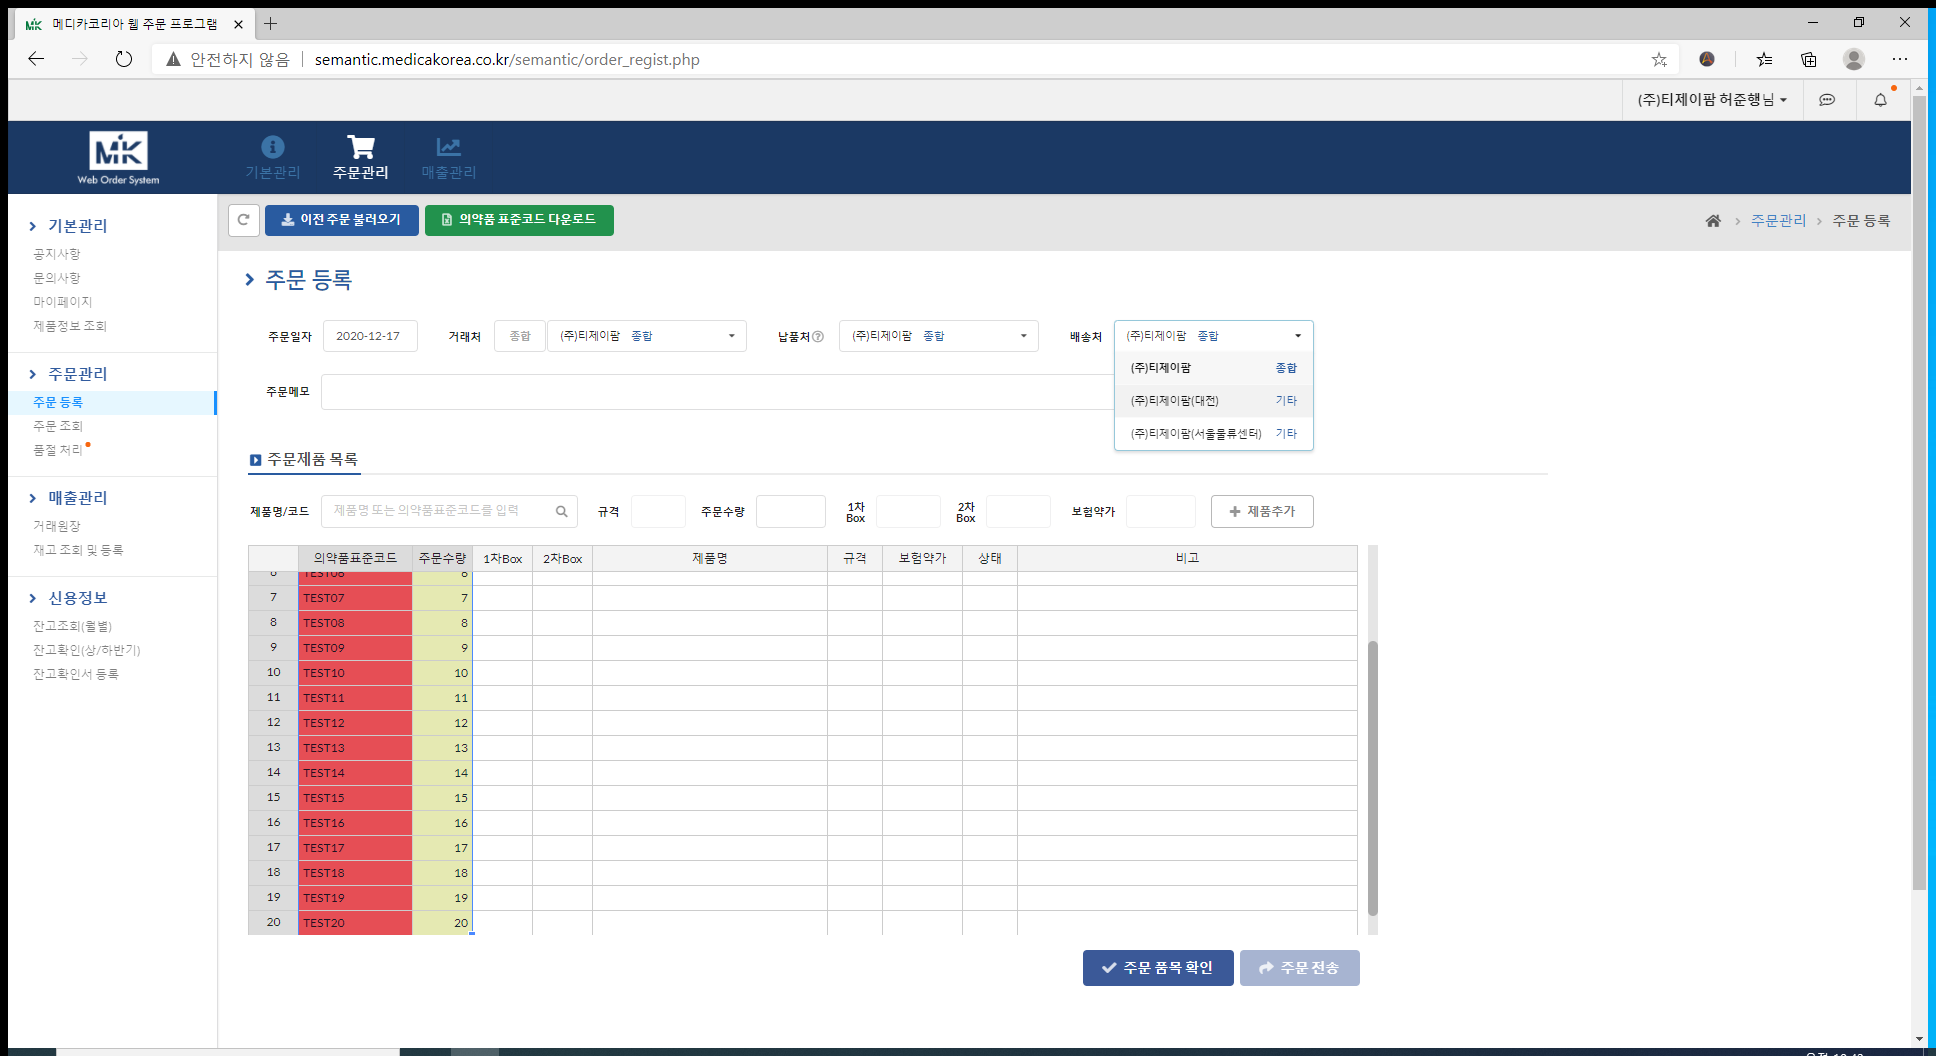 메디카코리아 웹 주문 프로그램
안전하지 않음 semantic.medicakorea.co.kr/semantic/order_regist.php
(주)티제이팜 허준행님
MK
Web Order System
기본관리 주문관리 매출관리
이전 주문 불러오기 의약품 표준코드 다운로드
주문관리 주문 등록
기본관리
공지사항
문의사항
마이페이지
제품정보 조회
주문관리
주문 등록
주문 조회
품절 처리
매출관리
거래원장
재고 조회 및 등록
신용정보
잔고조회(월별)
잔고확인(상/하반기)
잔고확인서 등록
주문 등록
주문일자 2020-12-17 거래처 종합 (주)티제이팜 종합 납품처 (주)티제이팜 종합 배송처 (주)티제이팜 종합
(주)티제이팜 종합
(주)티제이팜(대전) 기타
(주)티제이팜(서울물류센터) 기타
주문메모
주문제품 목록
제품명/코드 제품명 또는 의약품표준코드를 입력 규격 주문수량 1차 Box 2차 Box 보험약가 제품추가
의약품표준코드 주문수량 1차Box 2차Box 제품명 규격 보험약가 상태 비고
6 TEST06 6
7 TEST07 7
8 TEST08 8
9 TEST09 9
10 TEST10 10
11 TEST11 11
12 TEST12 12
13 TEST13 13
14 TEST14 14
15 TEST15 15
16 TEST16 16
17 TEST17 17
18 TEST18 18
19 TEST19 19
20 TEST20 20
주문 품목 확인 주문 전송